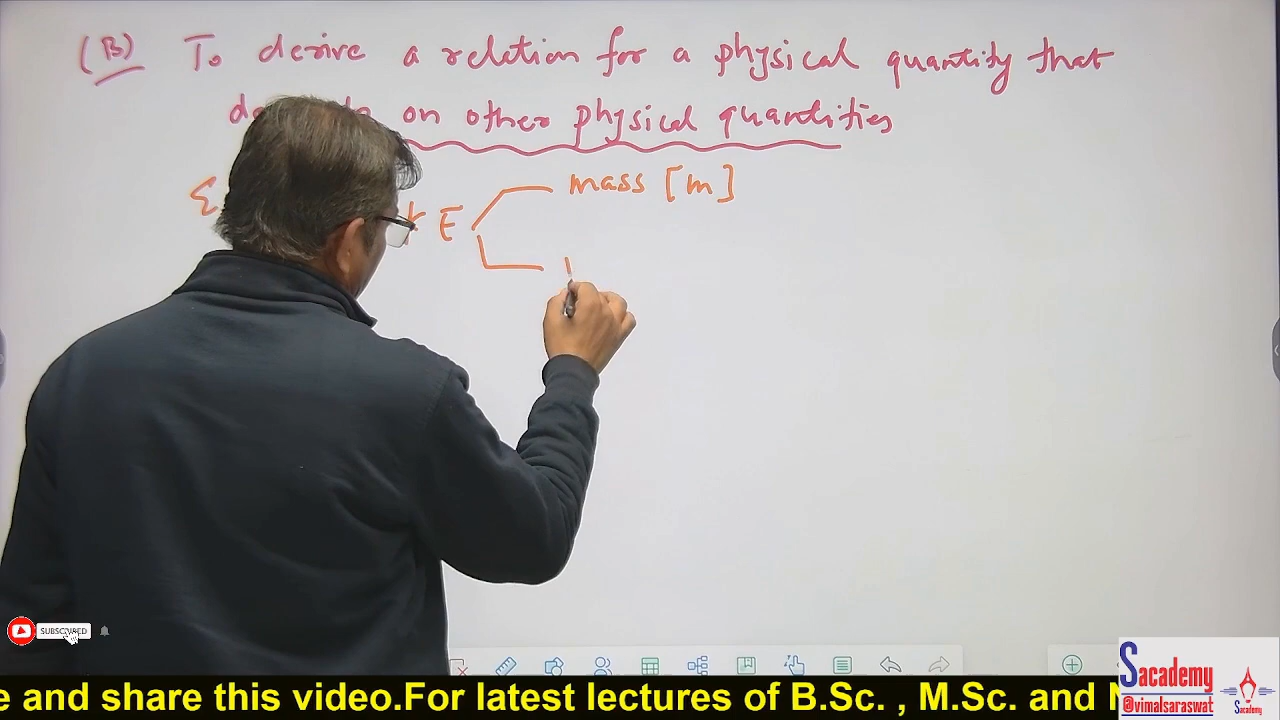 (B) To derive a relation for a physical quantity that
on other physical quantities
mass [m]
E
SUBSCRIBED
e and share this video.For latest lectures of B.Sc. , M.Sc. and
Sacademy
@vimalsaraswat
Sacademy